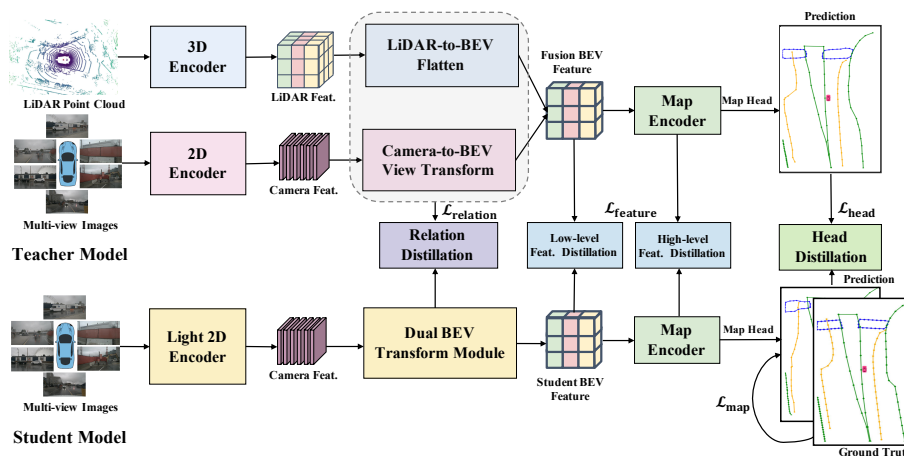 Prediction
3D
Encoder
LiDAR-to-BEV
Flatten
Fusion BEV
Feature
LiDAR Point Cloud
LiDAR Feat.
Map
Encoder
Map Head
2D
Encoder
Camera-to-BEV
View Transform
Camera Feat.
Multi-view Images
Teacher Model
ℒrelation
ℒfeature
ℒhead
Relation
Distillation
Low-level
Feat. Distillation
High-level
Feat. Distillation
Head
Distillation
Prediction
Light 2D
Encoder
Dual BEV
Transform Module
Map
Encoder
Map Head
Camera Feat.
Student BEV
Feature
Multi-view Images
ℒmap
Student Model
Ground Trut